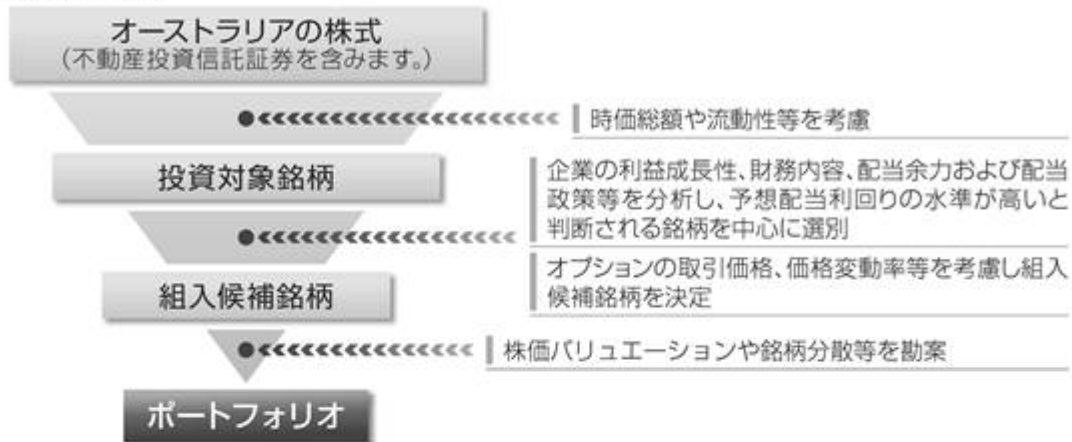 オーストラリアの株式
(不動産投資信託証券を含みます。)
時価総額や流動性等を考慮
投資対象銘柄
企業の利益成長性、財務内容、配当余力および配当
政策等を分析し、予想配当利回りの水準が高いと
判断される銘柄を中心に選別
オプションの取引価格、価格変動率等を考慮し組入
候補銘柄を決定
組入候補銘柄
株価バリュエーションや銘柄分散等を勘案
ポートフォリオ